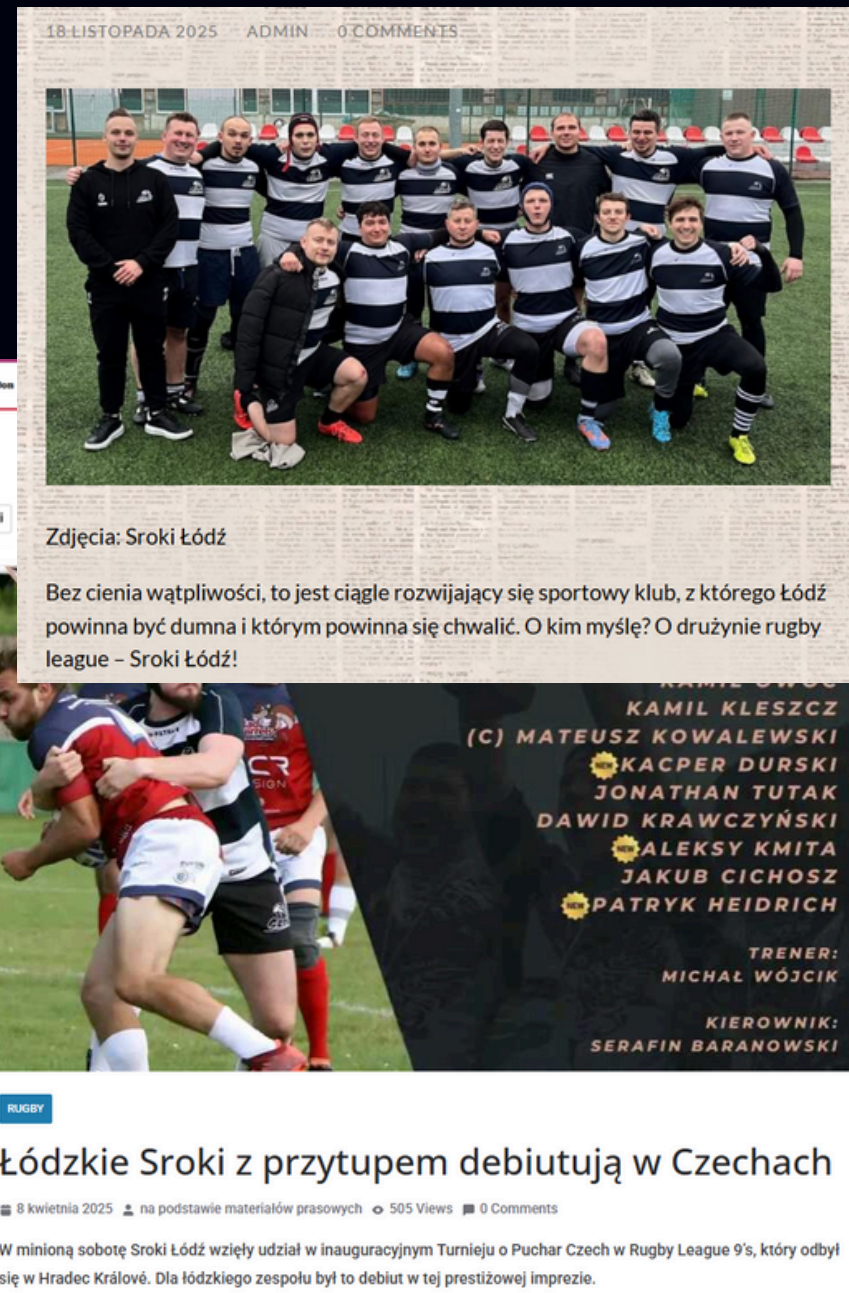 18 LISTOPADA 2025 ADMIN 0 COMMENTS
Zdjęcia: Sroki Łódź
Bez cienia wątpliwości, to jest ciągle rozwijający się sportowy klub, z którego Łódź
powinna być dumna i którym powinna się chwalić. O kim myślę? O drużynie rugby
league – Sroki Łódź!
KAMIL KLESZCZ
(C) MATEUSZ KOWALEWSKI
NEW KACPER DURSKI
JONATHAN TUTAK
DAWID KRAWCZYŃSKI
NEW ALEKSY KMITA
JAKUB CICHOSZ
NEW PATRYK HEIDRICH
TRENER:
MICHAŁ WÓJCIK
KIEROWNIK:
SERAFIN BARANOWSKI
RUGBY
Łódzkie Sroki z przytupem debiutują w Czechach
8 kwietnia 2025 na podstawie materiałów prasowych 505 Views 0 Comments
W minioną sobotę Sroki Łódź wzięły udział w inauguracyjnym Turnieju o Puchar Czech w Rugby League 9’s, który odbył
się w Hradec Králové. Dla łódzkiego zespołu był to debiut w tej prestiżowej imprezie.